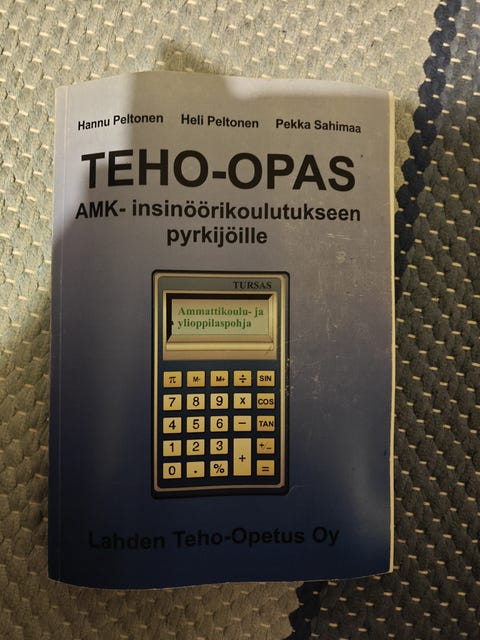 Hannu Peltonen Heli Peltonen Pekka Sahimaa
TEHO-OPAS
AMK- insinöörikoulutukseen
pyrkijöille
TURSAS
Ammattikoulu- ja
ylioppilaspohja
π M- M+ ÷ SIN
7 8 9 x COS
4 5 6 − TAN
1 2 3 +/−
0 . % + =
Lahden Teho-Opetus Oy